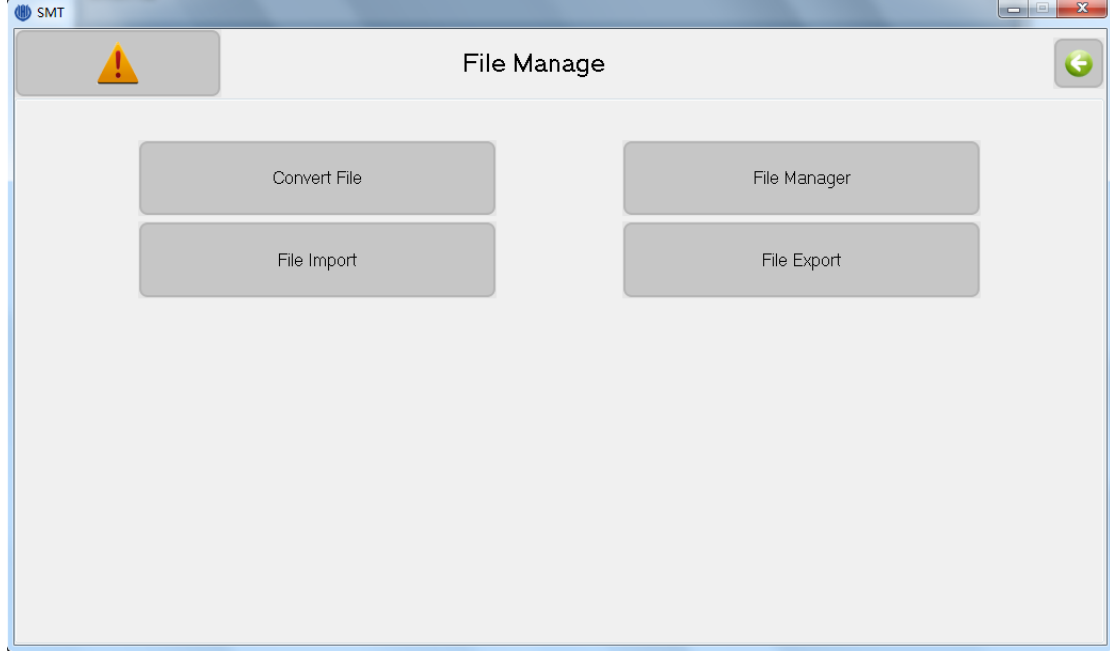 SMT
File Manage
Convert File
File Manager
File Import
File Export